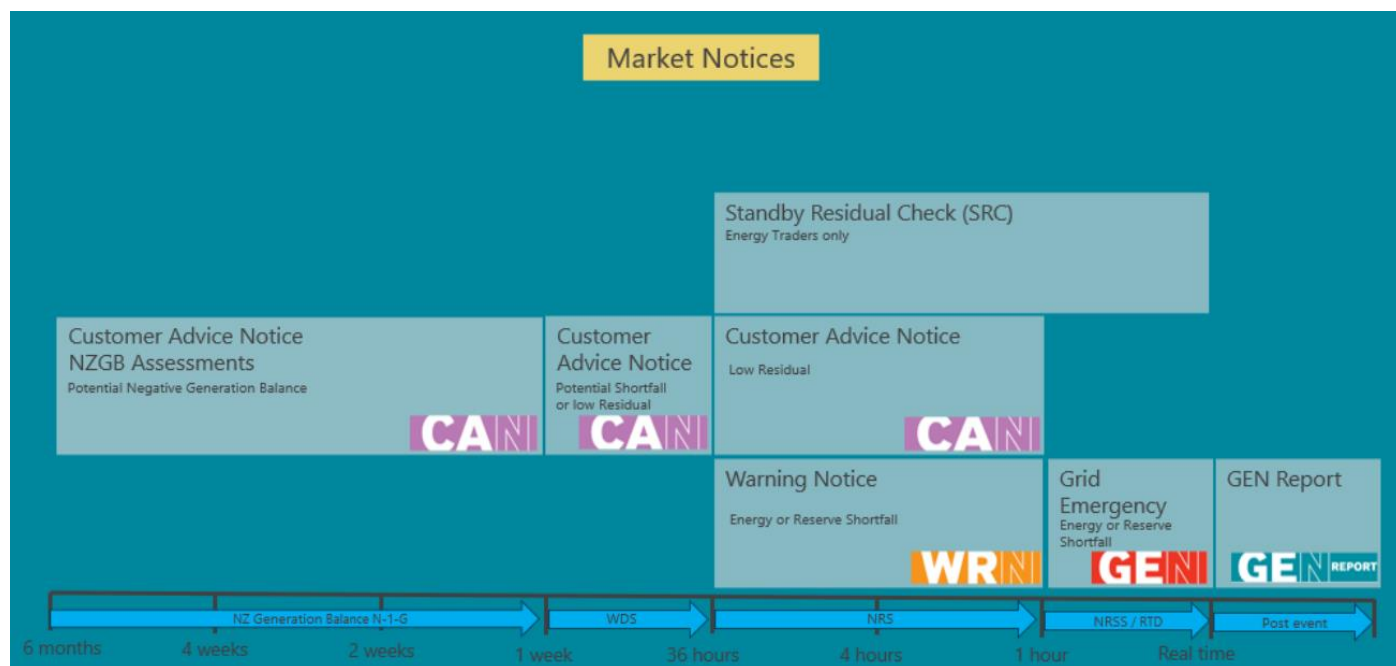 Market Notices
Standby Residual Check (SRC)
Energy Traders only
Customer Advice Notice
NZGB Assessments
Potential Negative Generation Balance
CAN
Customer
Advice Notice
Potential Shortfall
or low Residual
CAN
Customer Advice Notice
Low Residual
CAN
Warning Notice
Energy or Reserve Shortfall
WRN
Grid
Emergency
Energy or Reserve
Shortfall
GEN
GEN Report
GEN REPORT
NZ Generation Balance N-1-G
WDS
NRS
NRSS / RTD
Post event
6 months
4 weeks
2 weeks
1 week
36 hours
4 hours
1 hour
Real time